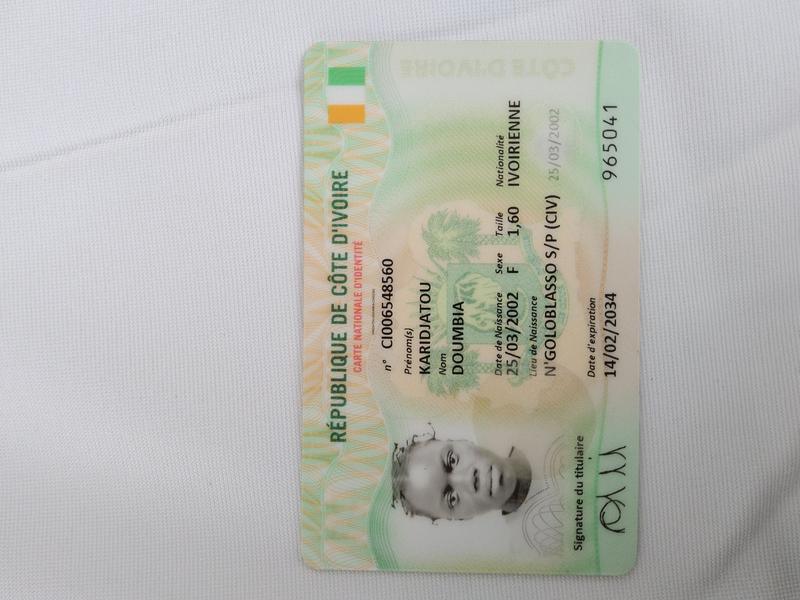 RÉPUBLIQUE DE CÔTE D'IVOIRE
CARTE NATIONALE D'IDENTITÉ
n° CI006548560
Prénom(s)
KARIDJATOU
Nom
DOUMBIA
Date de Naissance Sexe Taille Nationalité
25/03/2002 F 1,60 IVOIRIENNE
Lieu de Naissance
N'GOLOBLASSO S/P (CIV) 25/03/2002
Date d'expiration
14/02/2034 965041
Signature du titulaire
CÔTE D'IVOIRE